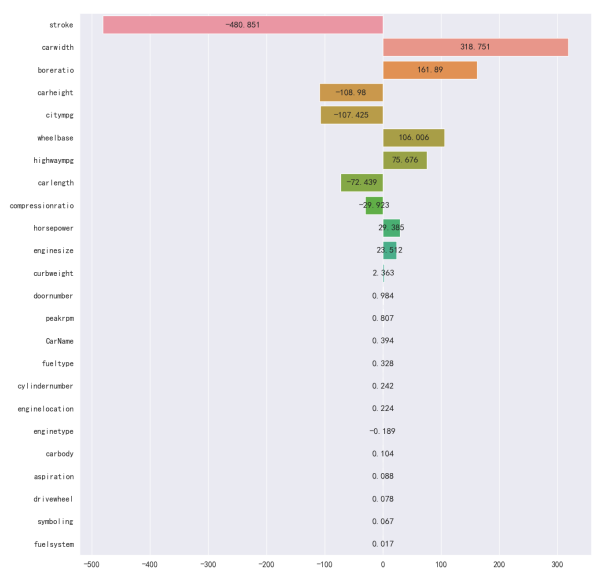 stroke -480.851
carwidth 318.751
boreratio 161.89
carheight -108.98
citympg -107.425
wheelbase 106.006
highwaympg 75.676
carlength -72.439
compressionratio -29.923
horsepower 29.385
enginesize 23.512
curbweight 2.363
doornumber 0.984
peakrpm 0.807
CarName 0.394
fueltype 0.328
cylindernumber 0.242
enginelocation 0.224
enginetype -0.189
carbody 0.104
aspiration 0.088
drivewheel 0.078
symboling 0.067
fuelsystem 0.017
-500 -400 -300 -200 -100 0 100 200 300